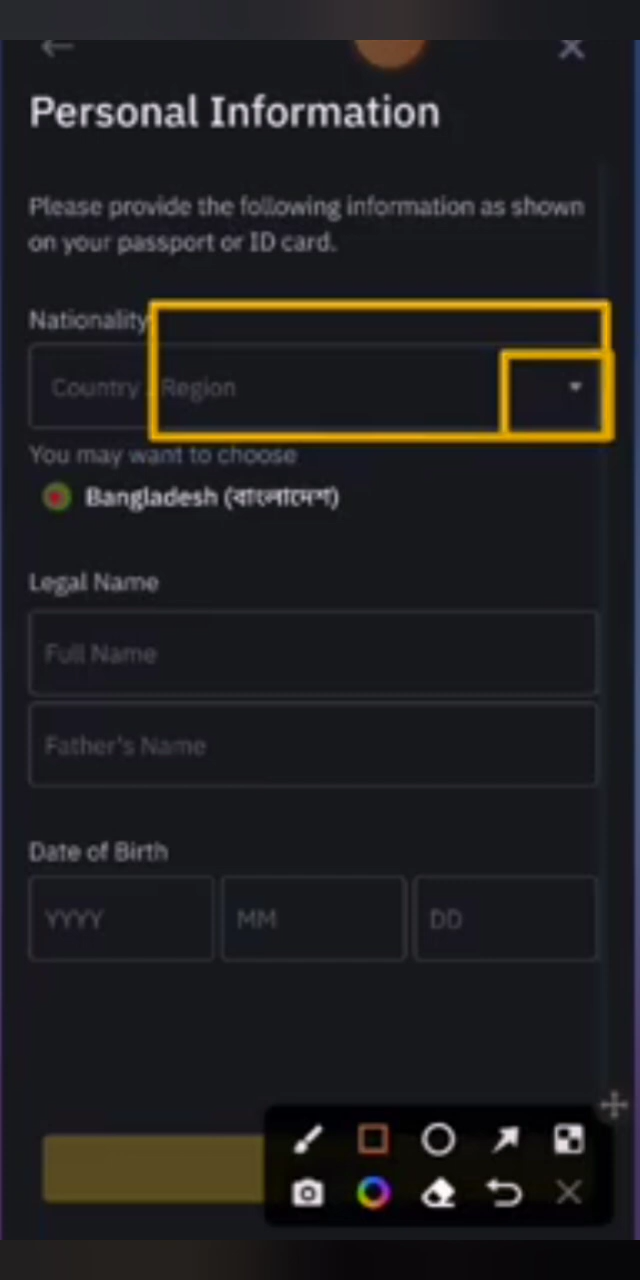 Personal Information
Please provide the following information as shown
on your passport or ID card.
Nationality
Country / Region
You may want to choose
Bangladesh (বাংলাদেশ)
Legal Name
Full Name
Father's Name
Date of Birth
YYYY
MM
DD